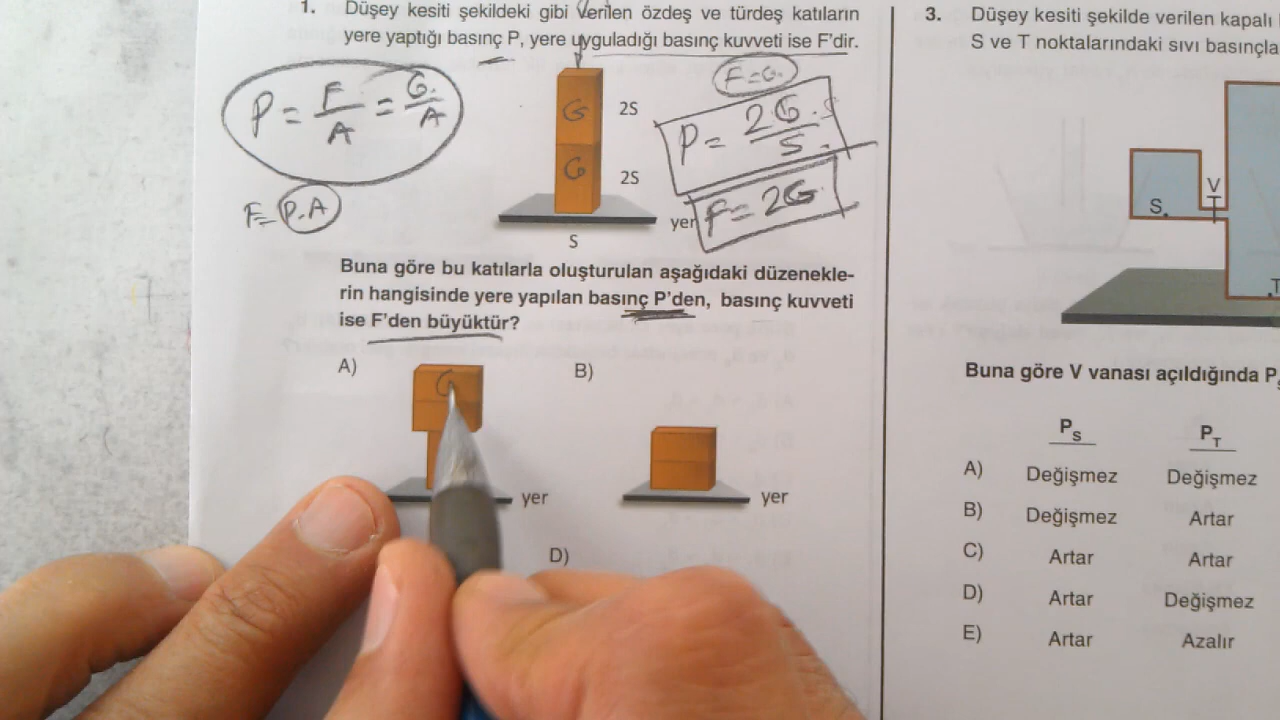 1. Düşey kesiti şekildeki gibi verilen özdeş ve türdeş katıların
yere yaptığı basınç P, yere uyguladığı basınç kuvveti ise F'dir.
P = F/A = G/A
F = P.A
G
G
2S
2S
S
yer
F = G
P = 2G/S
F = 2G
Buna göre bu katılarla oluşturulan aşağıdaki düzenekle-
rin hangisinde yere yapılan basınç P'den, basınç kuvveti
ise F'den büyüktür?
A)
B)
G
yer
yer
D)
3. Düşey kesiti şekilde verilen kapalı
S ve T noktalarındaki sıvı
V
S
T
Buna göre V vanası açıldığında
PS PT
A) Değişmez Değişmez
B) Değişmez Artar
C) Artar Artar
D) Artar Değişmez
E) Artar Azalır